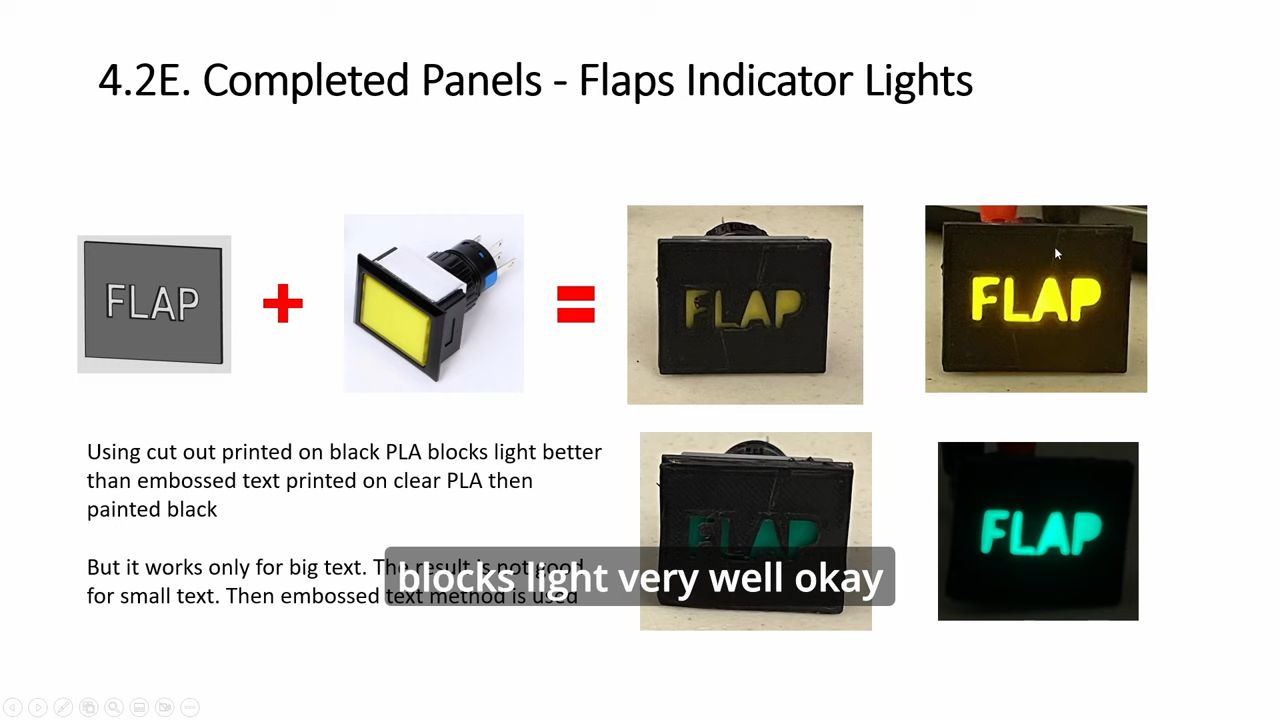 4.2E. Completed Panels - Flaps Indicator Lights
FLAP
+
=
FLAP
FLAP
Using cut out printed on black PLA blocks light better
than embossed text printed on clear PLA then
painted black
But it works only for big text. The result is not good
for small text. Then embossed text method is used
FLAP
FLAP
blocks light very well okay